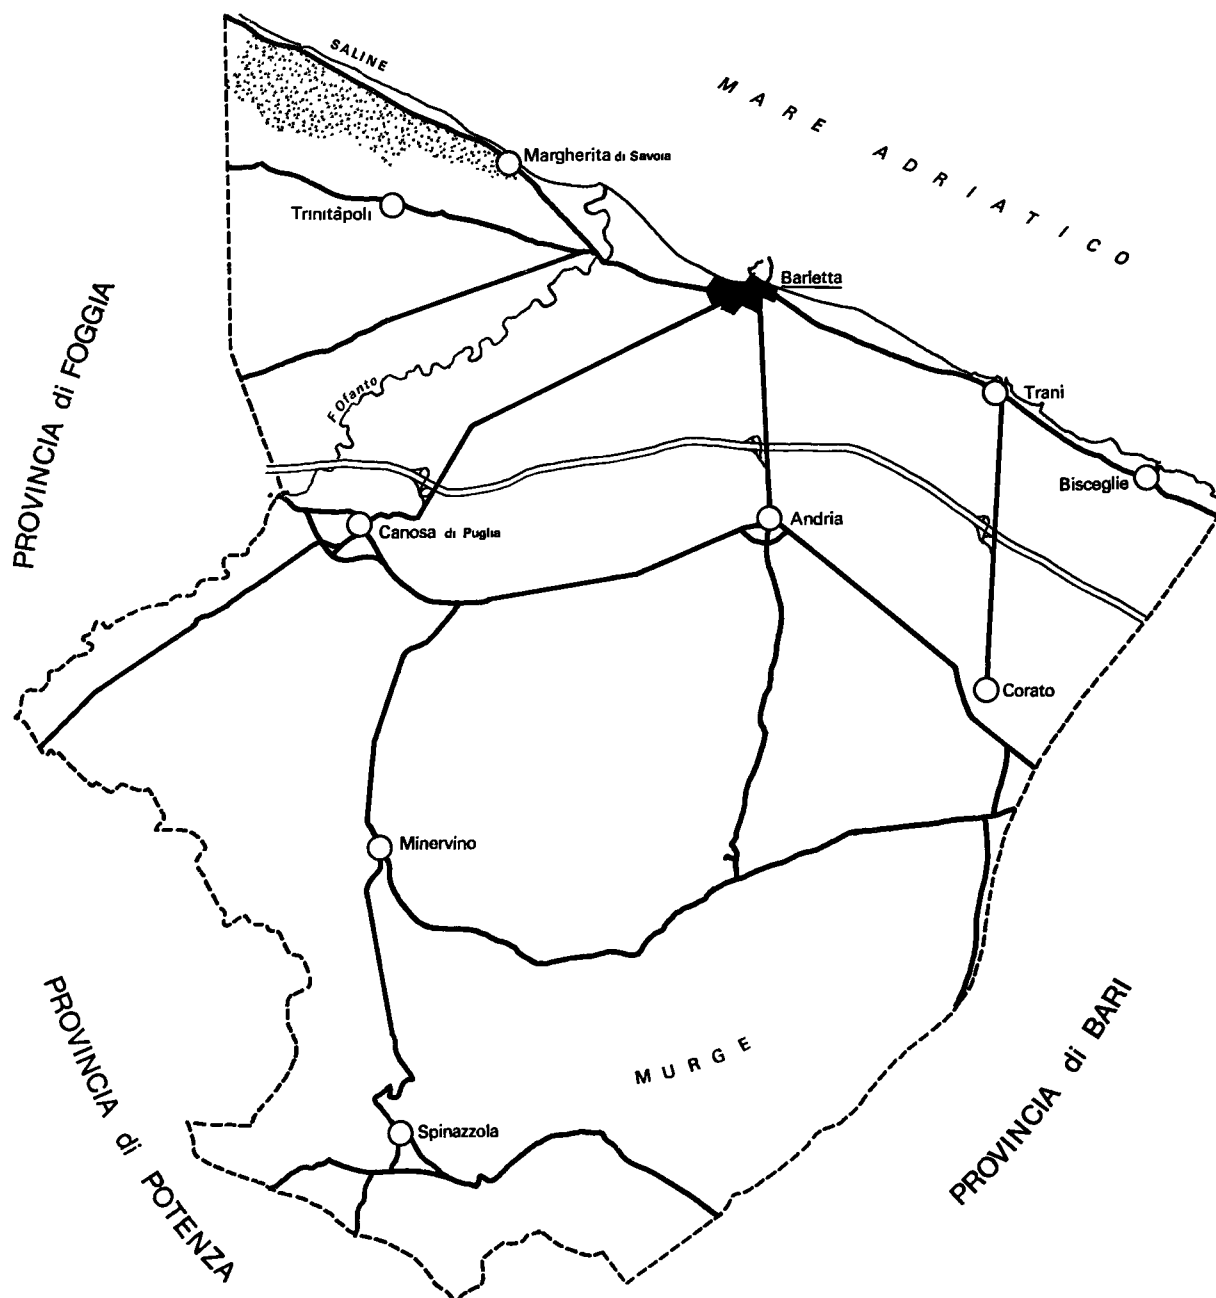 SALINE
MARE ADRIATICO
Margherita di Savoia
Trinitàpoli
Barletta
PROVINCIA di FOGGIA
F Ofanto
Trani
Bisceglie
Canosa di Puglia
Andria
Corato
Minervino
MURGE
PROVINCIA di BARI
PROVINCIA di POTENZA
Spinazzola